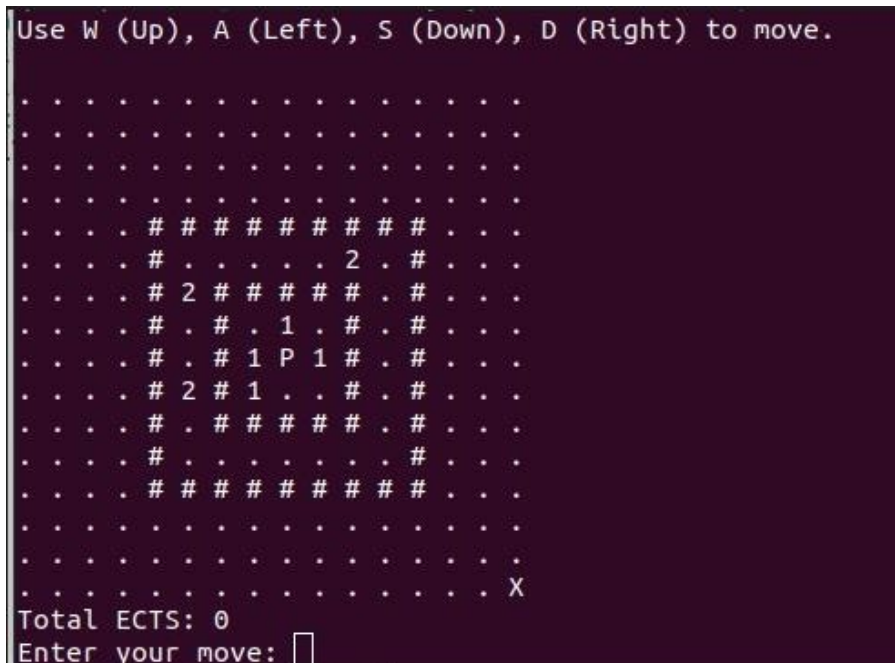 Use W (Up), A (Left), S (Down), D (Right) to move.
. . . . . . . . . . . . . . . .
. . . . . . . . . . . . . . . .
. . . . . . . . . . . . . . . .
. . . . . . . . . . . . . . . .
. . . . # # # # # # # # # . . .
. . . . # . . . . . 2 . # . . .
. . . . # 2 # # # # # . # . . .
. . . . # . # . 1 . # . # . . .
. . . . # . # 1 P 1 # . # . . .
. . . . # 2 # 1 . . # . # . . .
. . . . # . # # # # # . # . . .
. . . . # . . . . . . . # . . .
. . . . # # # # # # # # # . . .
. . . . . . . . . . . . . . . .
. . . . . . . . . . . . . . . .
. . . . . . . . . . . . . . . X
Total ECTS: 0
Enter your move: